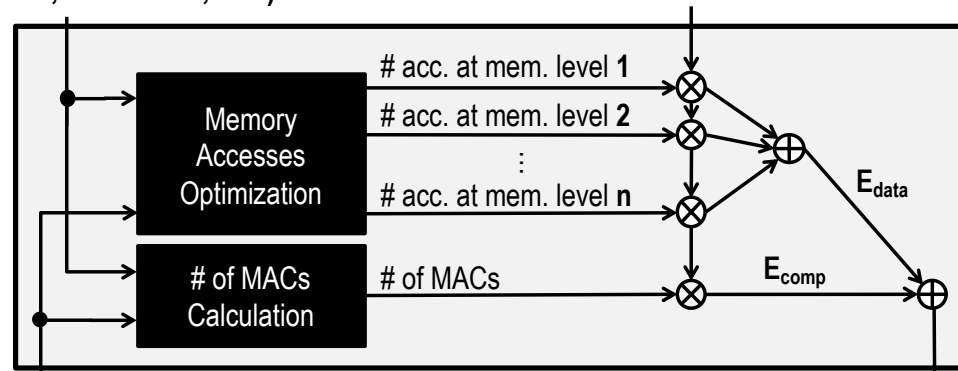 # acc. at mem. level 1
Memory
Accesses
Optimization
# acc. at mem. level 2
⋮
# acc. at mem. level n
E_data
# of MACs
Calculation
# of MACs
E_comp